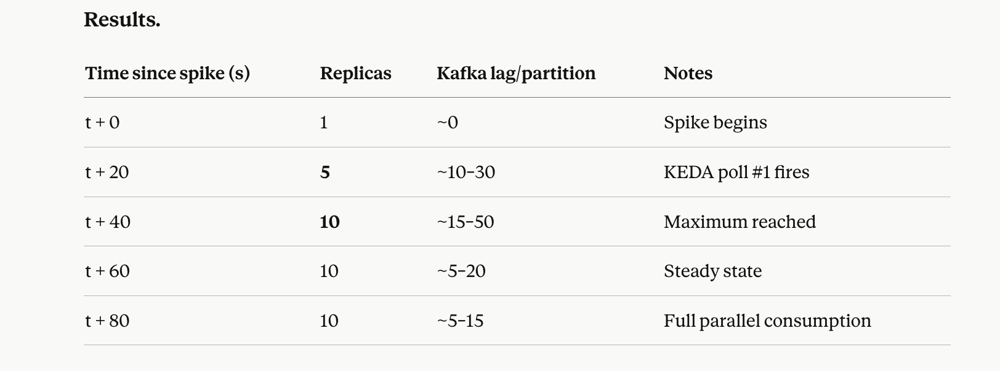 Results.
Time since spike (s) Replicas Kafka lag/partition Notes
t + 0 1 ~0 Spike begins
t + 20 5 ~10–30 KEDA poll #1 fires
t + 40 10 ~15–50 Maximum reached
t + 60 10 ~5–20 Steady state
t + 80 10 ~5–15 Full parallel consumption